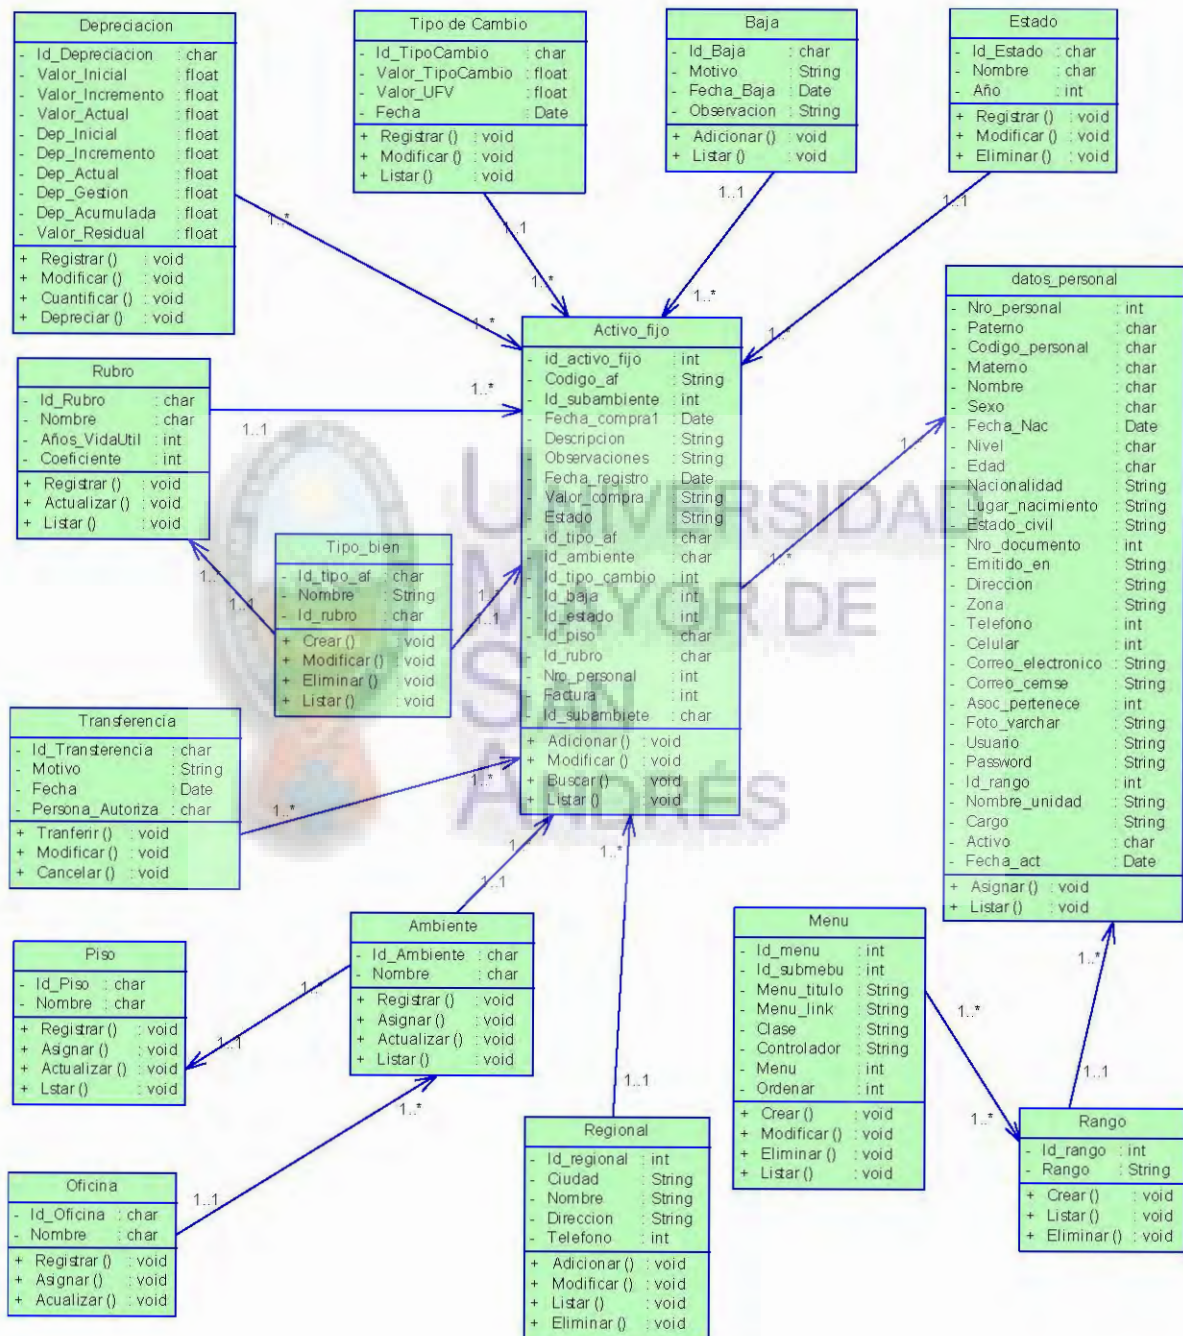 Depreciacion
- Id_Depreciacion : char
- Valor_Inicial : float
- Valor_Incremento : float
- Valor_Actual : float
- Dep_Inicial : float
- Dep_Incremento : float
- Dep_Actual : float
- Dep_Gestion : float
- Dep_Acumulada : float
- Valor_Residual : float
+ Registrar () : void
+ Modificar () : void
+ Cuantificar () : void
+ Depreciar () : void
Tipo de Cambio
- Id_TipoCambio : char
- Valor_TipoCambio : float
- Valor_UFV : float
- Fecha : Date
+ Registrar () : void
+ Modificar () : void
+ Listar () : void
Baja
- Id_Baja : char
- Motivo : String
- Fecha_Baja : Date
- Observacion : String
+ Adicionar () : void
+ Listar () : void
Estado
- Id_Estado : char
- Nombre : char
- Año : int
+ Registrar () : void
+ Modificar () : void
+ Eliminar () : void
1..*
1..*
1..1
1..*
1..1
1..*
1..1
1..*
Rubro
- Id_Rubro : char
- Nombre : char
- Años_VidaUtil : int
- Coeficiente : int
+ Registrar () : void
+ Actualizar () : void
+ Listar () : void
1..1
1..*
Activo_fijo
- id_activo_fijo : int
- Codigo_af : String
- Id_subambiente : int
- Fecha_compra1 : Date
- Descripcion : String
- Observaciones : String
- Fecha_registro : Date
- Valor_compra : String
- Estado : String
- id_tipo_af : char
- id_ambiente : char
- Id_tipo_cambio : int
- Id_baja : int
- Id_estado : int
- Id_piso : char
- Id_rubro : char
- Nro_personal : int
- Factura : int
- Id_subambiete : char
+ Adicionar () : void
+ Modificar () : void
+ Buscar () : void
+ Listar () : void
datos_personal
- Nro_personal : int
- Paterno : char
- Codigo_personal : char
- Materno : char
- Nombre : char
- Sexo : char
- Fecha_Nac : Date
- Nivel : char
- Edad : char
- Nacionalidad : String
- Lugar_nacimiento : String
- Estado_civil : String
- Nro_documento : int
- Emitido_en : String
- Direccion : String
- Zona : String
- Telefono : int
- Celular : int
- Correo_electronico : String
- Correo_cemse : String
- Asoc_pertenece : int
- Foto_varchar : String
- Usuario : String
- Password : String
- Id_rango : int
- Nombre_unidad : String
- Cargo : String
- Activo : char
- Fecha_act : Date
+ Asignar () : void
+ Listar () : void
1..*
UNIVERSIDAD
MAYOR DE
SAN
ANDRÉS
Tipo_bien
- Id_tipo_af : char
- Nombre : String
- Id_rubro : char
+ Crear () : void
+ Modificar () : void
+ Eliminar () : void
+ Listar () : void
1..*
1..1
1..*
1..1
Transferencia
- Id_Transterencia : char
- Motivo : String
- Fecha : Date
- Persona_Autoriza : char
+ Tranferir () : void
+ Modificar () : void
+ Cancelar () : void
1..*
1..*
1..1
1..*
Piso
- Id_Piso : char
- Nombre : char
+ Registrar () : void
+ Asignar () : void
+ Actualizar () : void
+ Lstar () : void
1..1
Ambiente
- Id_Ambiente : char
- Nombre : char
+ Registrar () : void
+ Asignar () : void
+ Actualizar () : void
+ Listar () : void
1..*
1..1
Menu
- Id_menu : int
- Id_submebu : int
- Menu_titulo : String
- Menu_link : String
- Clase : String
- Controlador : String
- Menu : int
- Ordenar : int
+ Crear () : void
+ Modificar () : void
+ Eliminar () : void
+ Listar () : void
1..*
1..*
1..*
1..1
Oficina
- Id_Oficina : char
- Nombre : char
+ Registrar () : void
+ Asignar () : void
+ Acualizar () : void
1..1
Regional
- Id_regional : int
- Ciudad : String
- Nombre : String
- Direccion : String
- Telefono : int
+ Adicionar () : void
+ Modificar () : void
+ Listar () : void
+ Eliminar () : void
Rango
- Id_rango : int
- Rango : String
+ Crear () : void
+ Listar () : void
+ Eliminar () : void